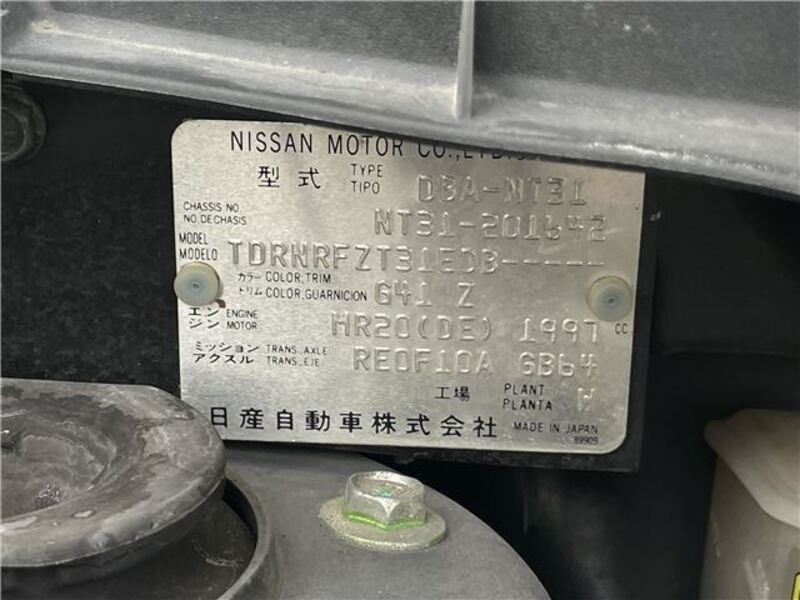 NISSAN MOTOR CO.,LTD.
型式 TYPE TIPO DBA-NT31
CHASSIS NO. NO. DE CHASIS NT31-201642
MODEL MODELO TDRNRFZT31EDB-----
カラー COLOR, TRIM
トリム COLOR, GUARNICION G41 Z
エンジン ENGINE MOTOR MR20(DE) 1997 CC
ミッション TRANS. AXLE
アクスル TRANS. EJE RE0F10A GB64
工場 PLANT PLANTA W
日産自動車株式会社 MADE IN JAPAN
89909